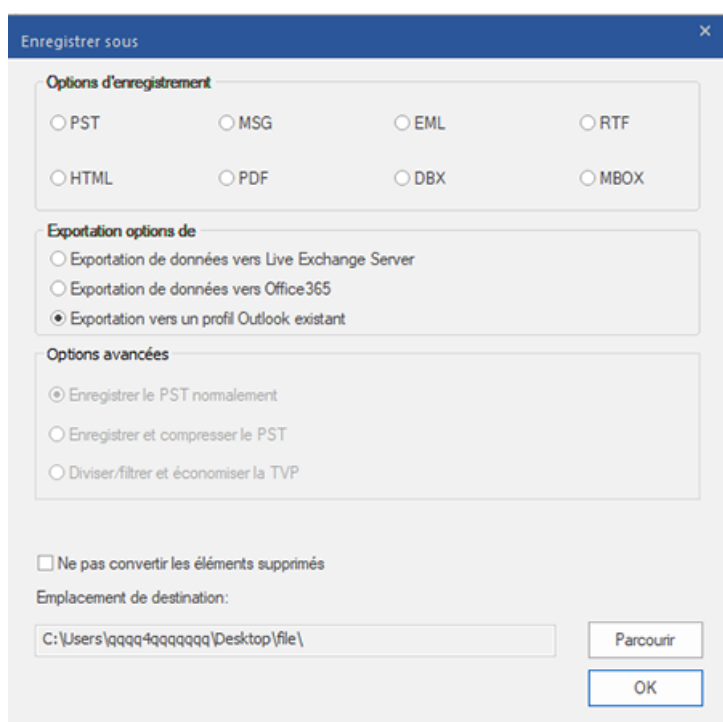 Enregistrer sous
Options d'enregistrement
PST MSG EML RTF
HTML PDF DBX MBOX
Exportation options de
Exportation de données vers Live Exchange Server
Exportation de données vers Office365
Exportation vers un profil Outlook existant
Options avancées
Enregistrer le PST normalement
Enregistrer et compresser le PST
Diviser/filtrer et économiser la TVP
Ne pas convertir les éléments supprimés
Emplacement de destination:
C:\Users\qqqq4qqqqqqq\Desktop\file\ Parcourir
OK